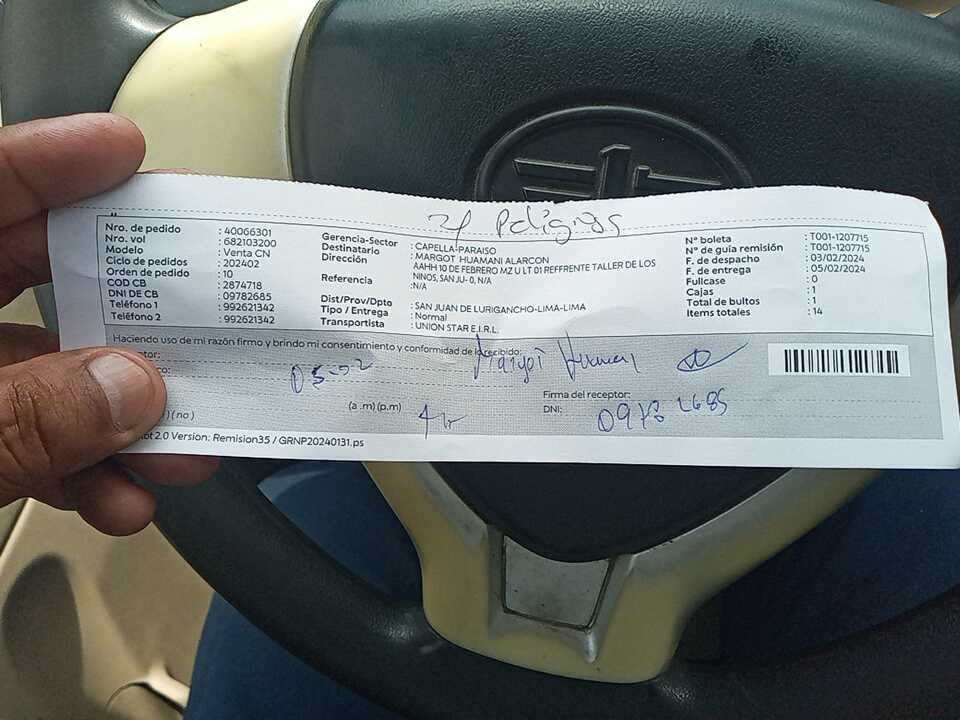 Nro. de pedido : 40066301
Nro. vol : 682103200
Modelo : Venta CN
Ciclo de pedidos : 202402
Orden de pedido : 10
COD CB : 2874718
DNI DE CB : 09782685
Teléfono 1 : 992621342
Teléfono 2 : 992621342
Gerencia-Sector : CAPELLA-PARAISO
Destinatario : MARGOT HUAMANI ALARCON
Dirección : AAHH 10 DE FEBRERO MZ U LT 01 REFFRENTE TALLER DE LOS
NINOS, SAN JU- 0, N/A
Referencia : N/A
Dist/Prov/Dpto : SAN JUAN DE LURIGANCHO-LIMA-LIMA
Tipo / Entrega : Normal
Transportista : UNION STAR E.I.R.L.
N° boleta : T001-1207715
N° de guía remisión : T001-1207715
F. de despacho : 03/02/2024
F. de entrega : 05/02/2024
Fullcase : 0
Cajas : 1
Total de bultos : 1
Items totales : 14
Haciendo uso de mi razón firmo y brindo mi consentimiento y conformidad de lo recibido:
05-02
Margot Huamani
(a .m) (p.m)
Firma del receptor:
DNI: 09782685
) ( no )
2.0 Version: Remision35 / GRNP20240131.ps